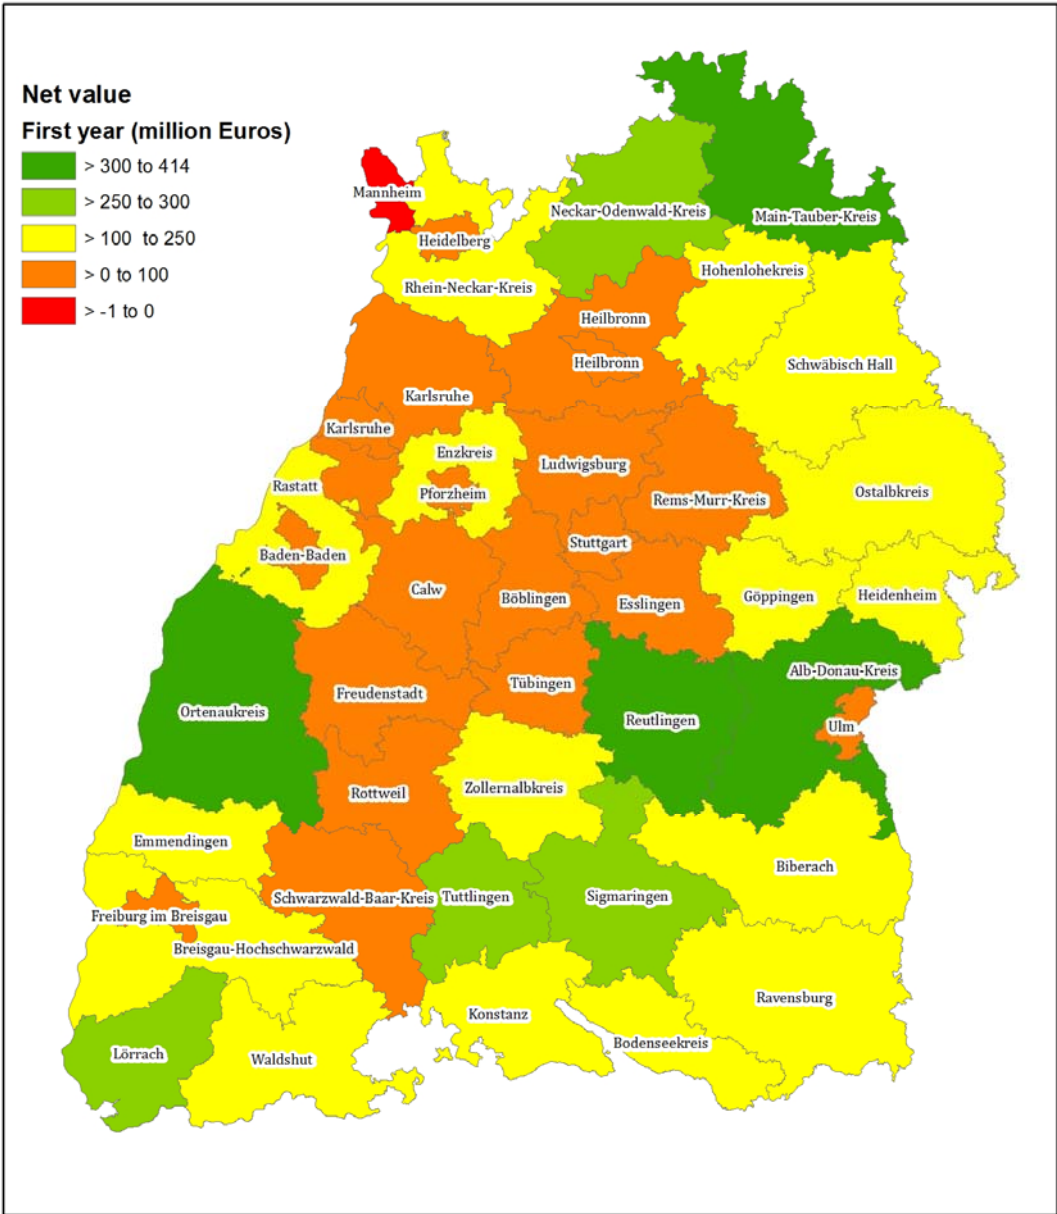 Net value
First year (million Euros)
> 300 to 414
> 250 to 300
> 100 to 250
> 0 to 100
> -1 to 0
Mannheim
Neckar-Odenwald-Kreis
Main-Tauber-Kreis
Heidelberg
Hohenlohekreis
Rhein-Neckar-Kreis
Heilbronn
Heilbronn
Schwäbisch Hall
Karlsruhe
Karlsruhe
Enzkreis
Ludwigsburg
Rastatt
Pforzheim
Rems-Murr-Kreis
Ostalbkreis
Stuttgart
Baden-Baden
Calw
Böblingen
Esslingen
Göppingen
Heidenheim
Alb-Donau-Kreis
Tübingen
Freudenstadt
Ortenaukreis
Reutlingen
Ulm
Zollernalbkreis
Rottweil
Emmendingen
Biberach
Schwarzwald-Baar-Kreis
Tuttlingen
Sigmaringen
Freiburg im Breisgau
Breisgau-Hochschwarzwald
Ravensburg
Konstanz
Bodenseekreis
Lörrach
Waldshut